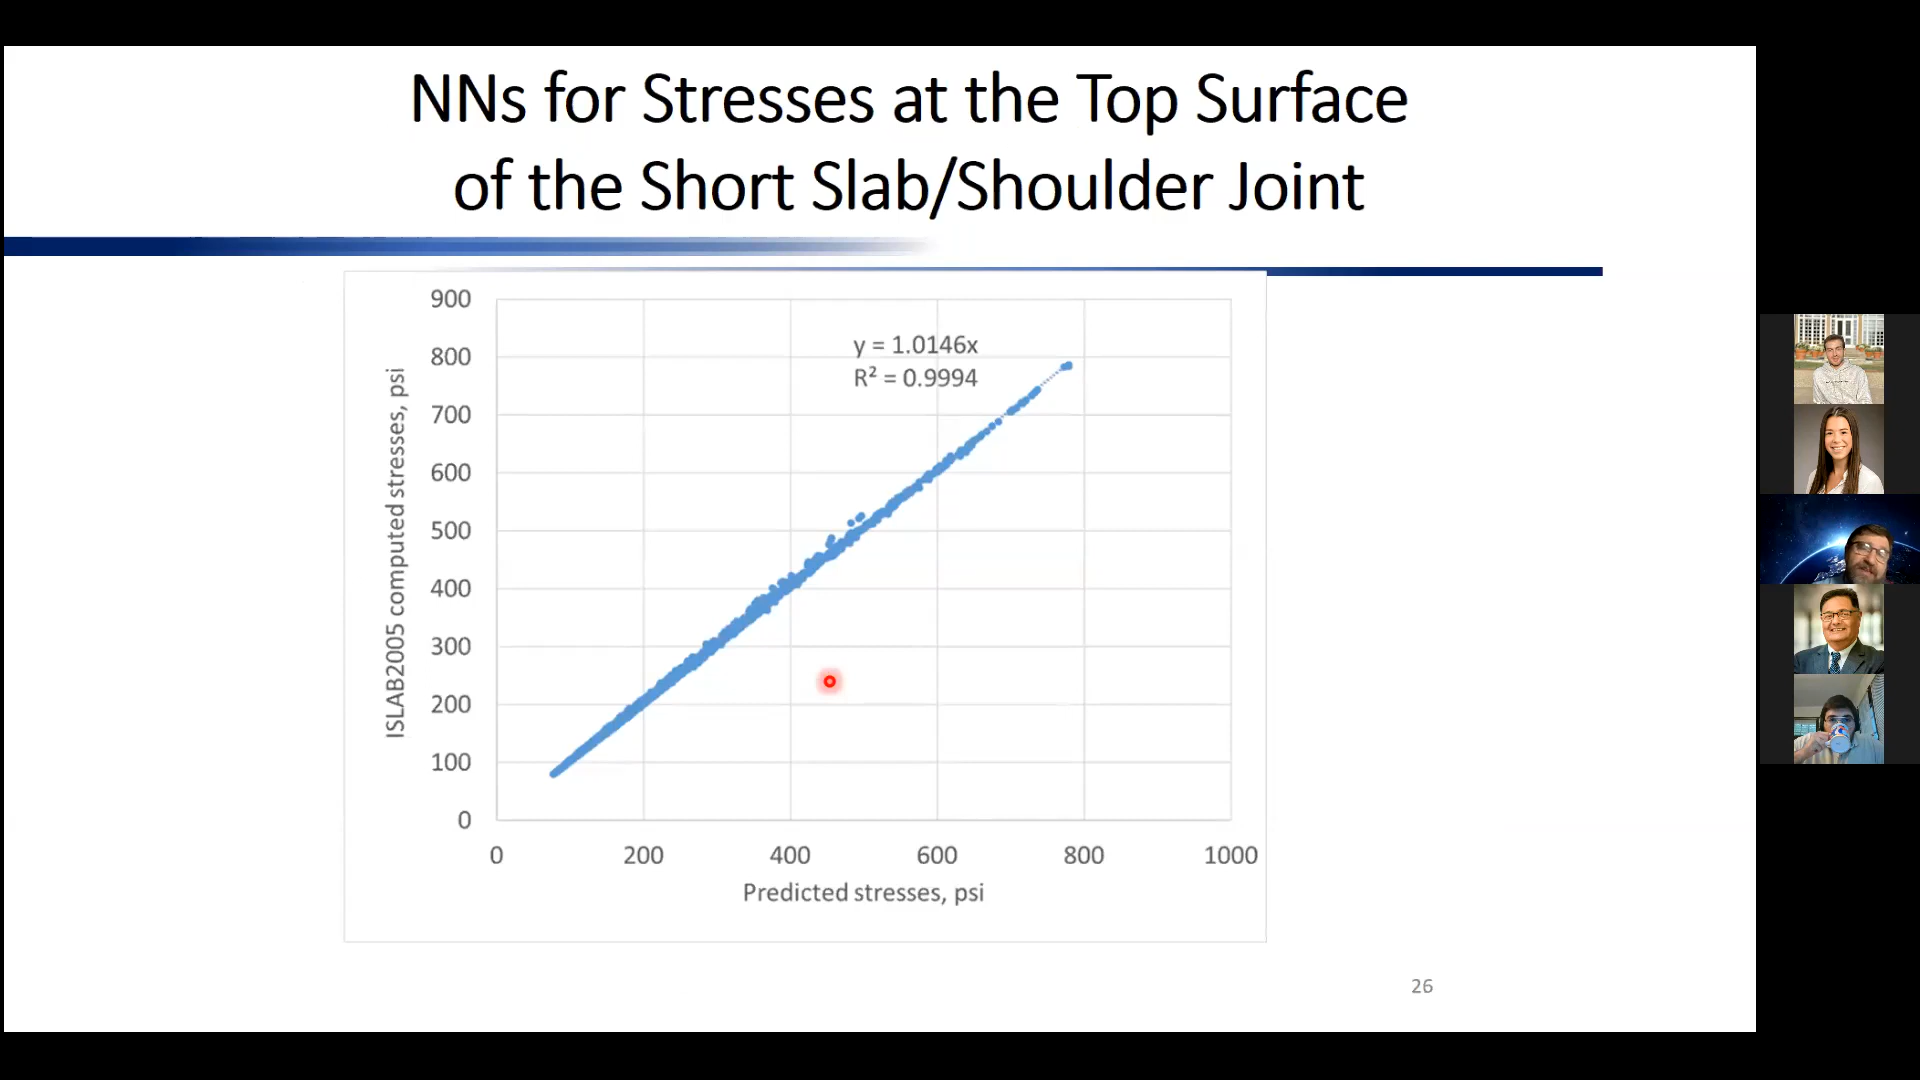 NNs for Stresses at the Top Surface
of the Short Slab/Shoulder Joint
900
800
700
600
500
400
300
200
100
0
ISLAB2005 computed stresses, psi
y = 1.0146x
R² = 0.9994
0 200 400 600 800 1000
Predicted stresses, psi
26